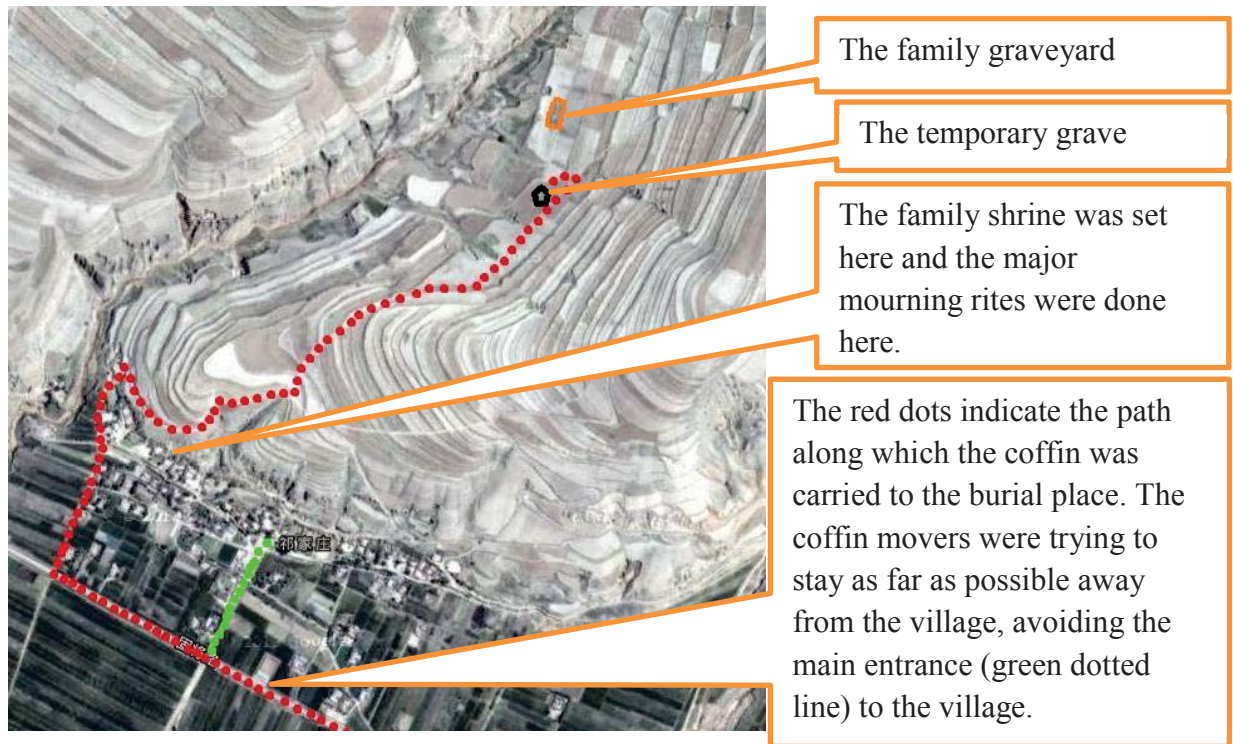 The family graveyard
The temporary grave
The family shrine was set
here and the major
mourning rites were done
here.
The red dots indicate the path
along which the coffin was
carried to the burial place. The
coffin movers were trying to
stay as far as possible away
from the village, avoiding the
main entrance (green dotted
line) to the village.
祁家庄